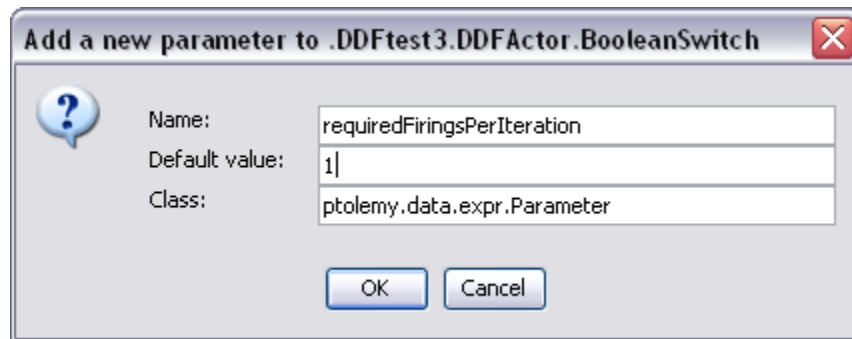 Add a new parameter to .DDFtest3.DDFActor.BooleanSwitch
Name: requiredFiringsPerIteration
Default value: 1
Class: ptolemy.data.expr.Parameter
OK Cancel